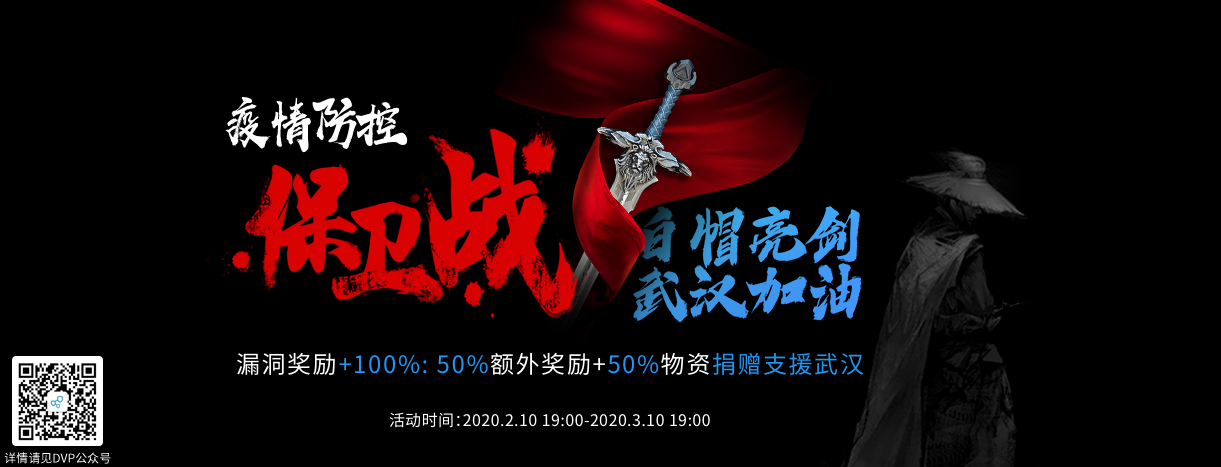 疫情防控
保卫战
白帽亮剑
武汉加油
漏洞奖励+100%: 50%额外奖励+50%物资捐赠支援武汉
活动时间：2020.2.10 19:00-2020.3.10 19:00
详情请见DVP公众号